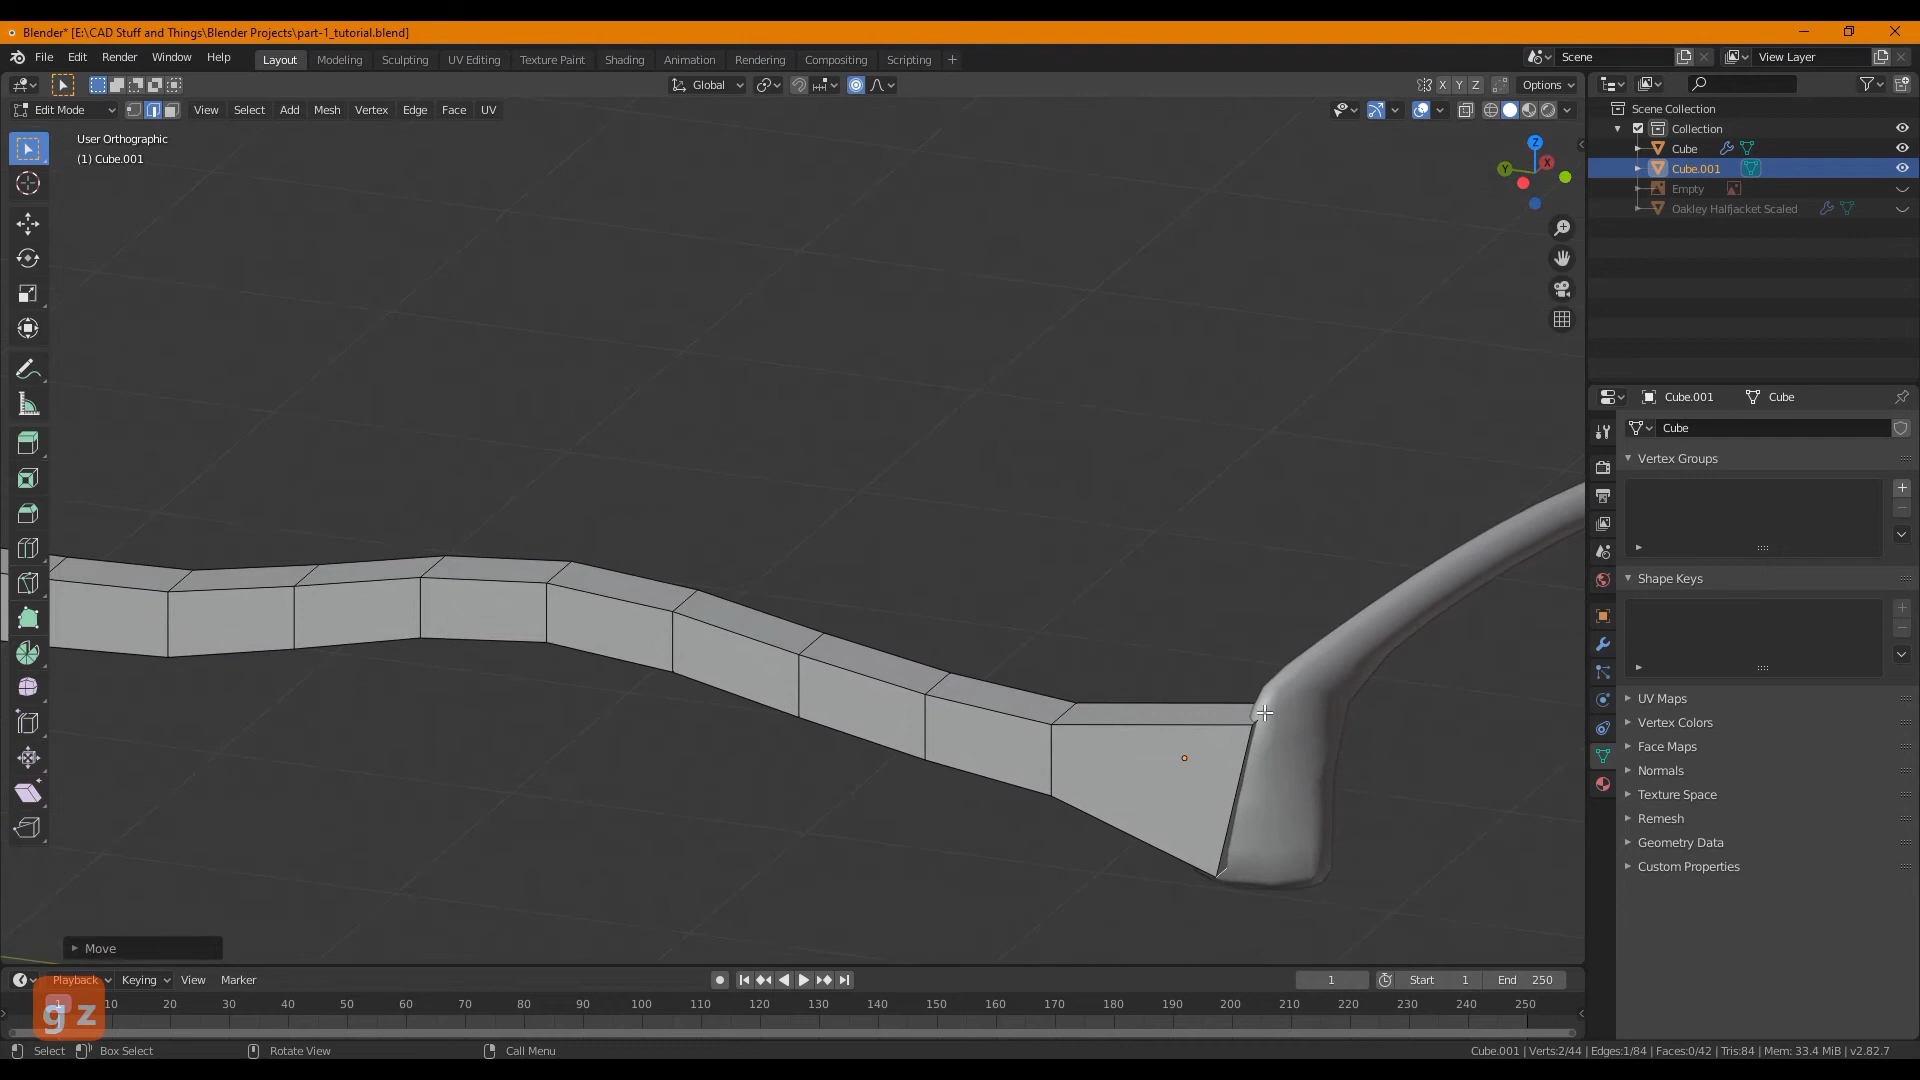 Blender* [E:\CAD Stuff and Things\Blender Projects\part-1_tutorial.blend]
File Edit Render Window Help Layout Modeling Sculpting UV Editing Texture Paint Shading Animation Rendering Compositing Scripting + Scene View Layer
Global X Y Z Options
Edit Mode View Select Add Mesh Vertex Edge Face UV
User Orthographic
(1) Cube.001
Z
X
Y
Scene Collection
Collection
Cube
Cube.001
Empty
Oakley Halfjacket Scaled
Cube.001 Cube
Cube
Vertex Groups
Shape Keys
UV Maps
Vertex Colors
Face Maps
Normals
Texture Space
Remesh
Geometry Data
Custom Properties
Move
Playback Keying View Marker 1 Start 1 End 250
1 10 20 30 40 50 60 70 80 90 100 110 120 130 140 150 160 170 180 190 200 210 220 230 240 250
g z
Select Box Select Rotate View Call Menu Cube.001 | Verts:2/44 | Edges:1/84 | Faces:0/42 | Tris:84 | Mem: 33.4 MiB | v2.82.7